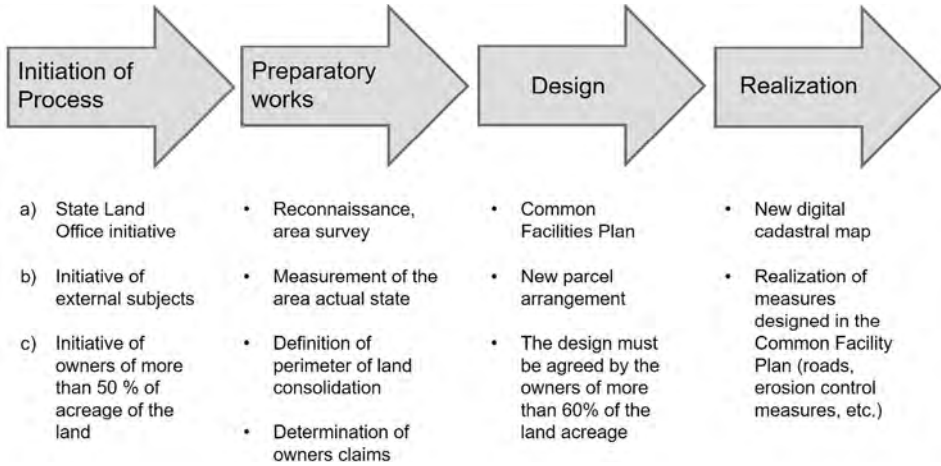 Initiation of
Process
Preparatory
works
Design
Realization
a) State Land
Office initiative
b) Initiative of
external subjects
c) Initiative of
owners of more
than 50 % of
acreage of the
land
• Reconnaissance,
area survey
• Measurement of the
area actual state
• Definition of
perimeter of land
consolidation
• Determination of
owners claims
• Common
Facilities Plan
• New parcel
arrangement
• The design must
be agreed by the
owners of more
than 60% of the
land acreage
• New digital
cadastral map
• Realization of
measures
designed in the
Common Facility
Plan (roads,
erosion control
measures, etc.)